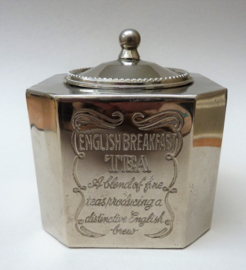 ENGLISH BREAKFAST
TEA
A blend of fine
teas producing a
distinctive English
brew